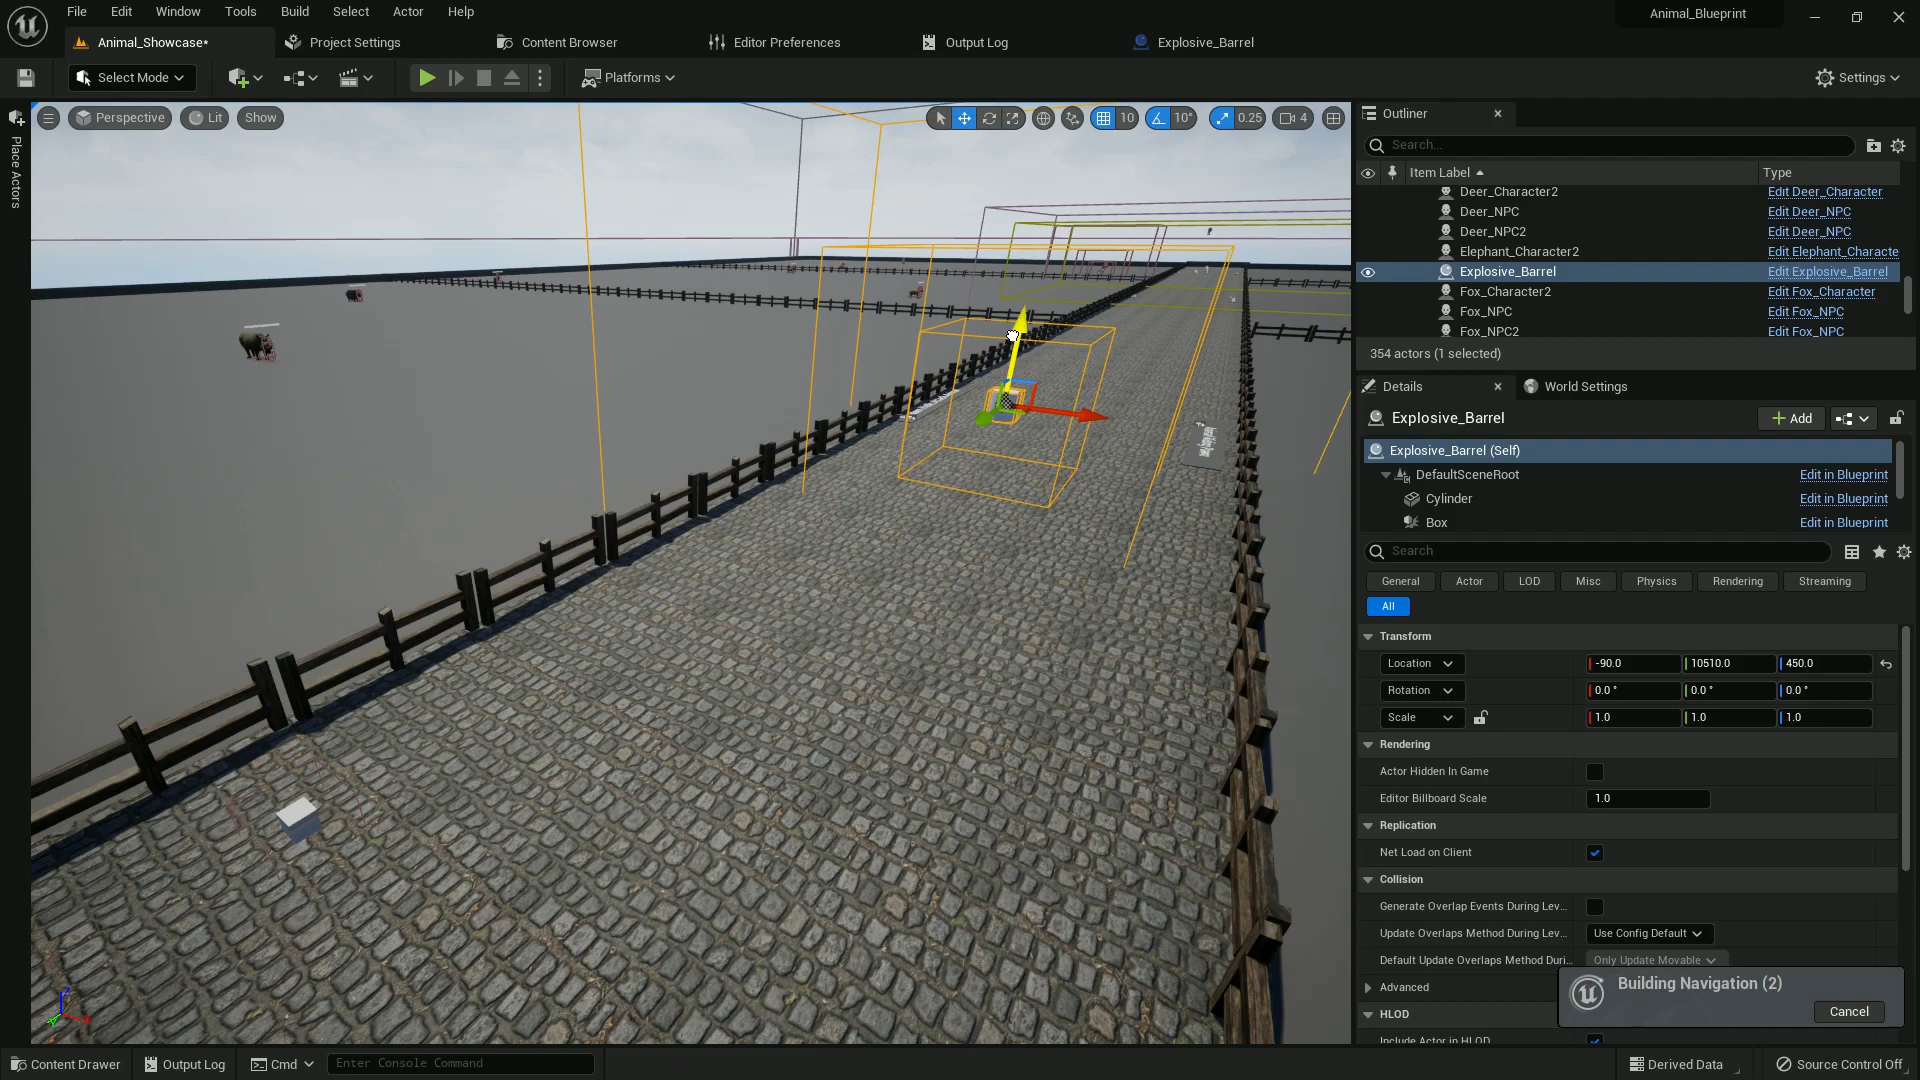 File Edit Window Tools Build Select Actor Help
Animal_Blueprint
Animal_Showcase*
Project Settings
Content Browser
Editor Preferences
Output Log
Explosive_Barrel
Select Mode
Platforms
Settings
Place Actors
Perspective
Lit
Show
10
10°
0.25
4
Outliner
Search...
Item Label
Type
Deer_Character2 Edit Deer_Character
Deer_NPC Edit Deer_NPC
Deer_NPC2 Edit Deer_NPC
Elephant_Character2 Edit Elephant_Characte
Explosive_Barrel Edit Explosive_Barrel
Fox_Character2 Edit Fox_Character
Fox_NPC Edit Fox_NPC
Fox_NPC2 Edit Fox_NPC
354 actors (1 selected)
Details
World Settings
Explosive_Barrel
Add
Explosive_Barrel (Self)
DefaultSceneRoot Edit in Blueprint
Cylinder Edit in Blueprint
Box Edit in Blueprint
Search
General Actor LOD Misc Physics Rendering Streaming
All
Transform
Location -90.0 10510.0 450.0
Rotation 0.0 ° 0.0 ° 0.0 °
Scale 1.0 1.0 1.0
Rendering
Actor Hidden In Game
Editor Billboard Scale 1.0
Replication
Net Load on Client
Collision
Generate Overlap Events During Lev...
Update Overlaps Method During Lev... Use Config Default
Default Update Overlaps Method Duri... Only Update Movable
Advanced
HLOD
Include Actor in HLOD
Building Navigation (2)
Cancel
Z
X
Y
Content Drawer
Output Log
Cmd
Enter Console Command
Derived Data
Source Control Off